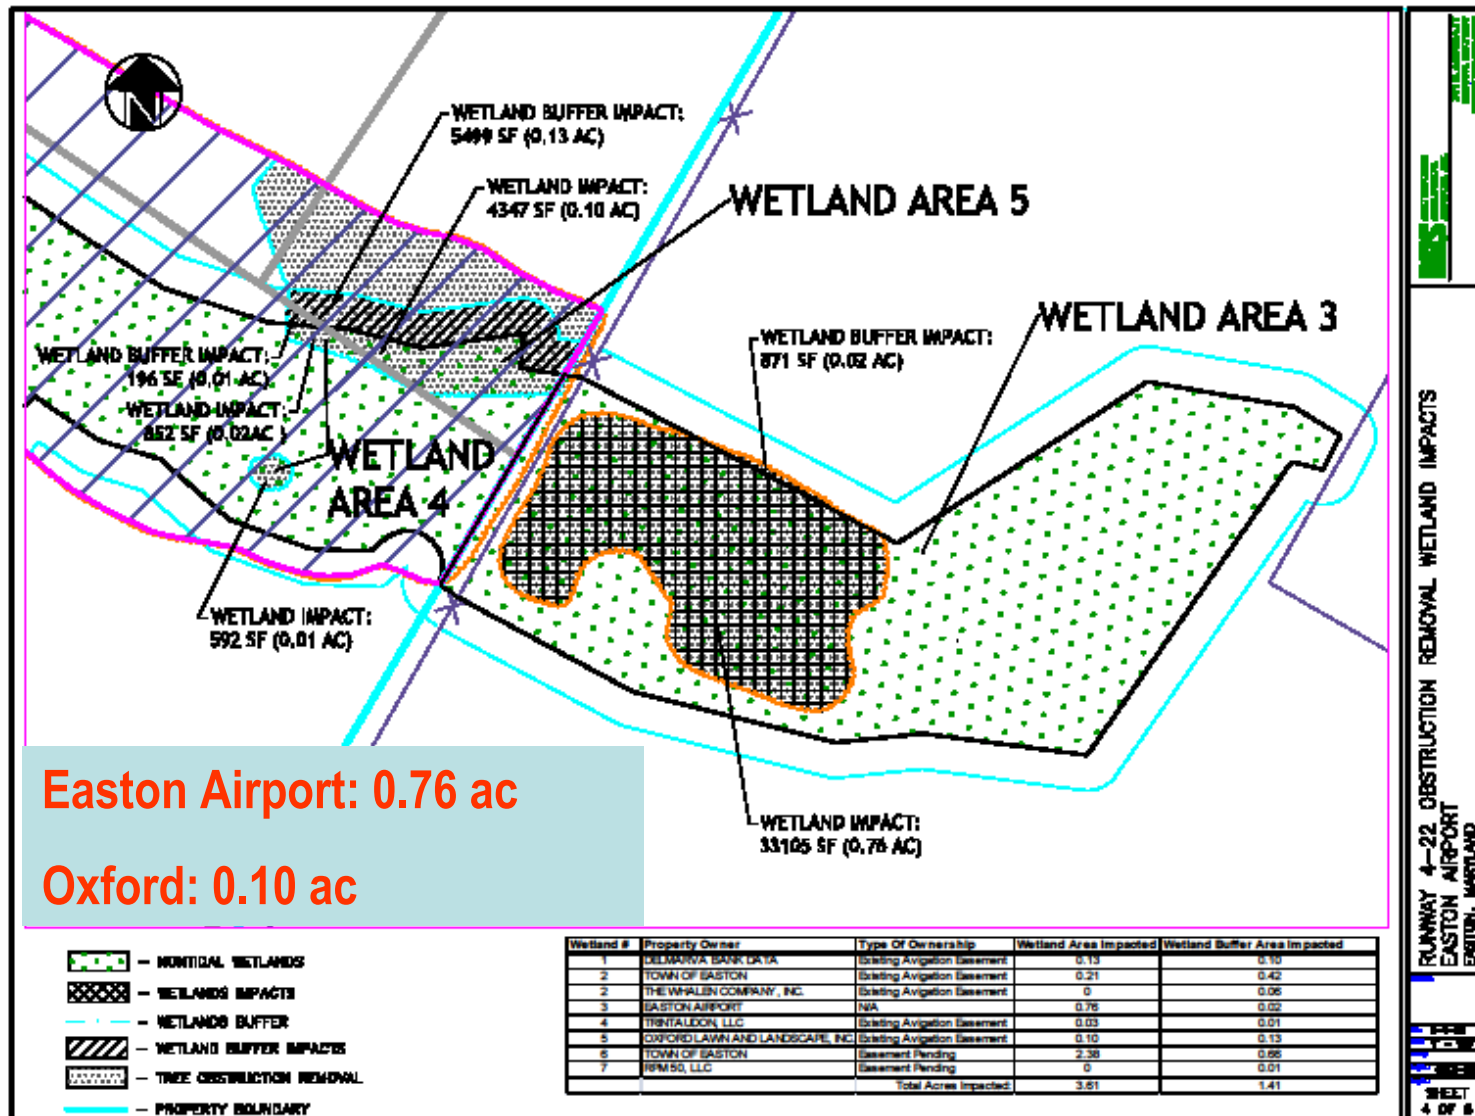 N
WETLAND BUFFER IMPACT:
5499 SF (0.13 AC)
WETLAND IMPACT:
4347 SF (0.10 AC)
WETLAND AREA 5
WETLAND AREA 3
WETLAND BUFFER IMPACT:
871 SF (0.02 AC)
WETLAND BUFFER IMPACT:
196 SF (0.01 AC)
WETLAND IMPACT:
852 SF (0.02AC )
WETLAND
AREA 4
WETLAND IMPACT:
592 SF (0.01 AC)
WETLAND IMPACT:
33105 SF (0.76 AC)
Easton Airport: 0.76 ac
Oxford: 0.10 ac
— NONTIDAL WETLANDS
— WETLANDS IMPACTS
— WETLANDS BUFFER
— WETLAND BUFFER IMPACTS
— TREE OBSTRUCTION REMOVAL
— PROPERTY BOUNDARY
Wetland # Property Owner Type Of Ownership Wetland Area Impacted Wetland Buffer Area Impacted
1 DELMARVA BANK DATA Existing Avigation Easement 0.13 0.10
2 TOWN OF EASTON Existing Avigation Easement 0.21 0.42
2 THE WHALEN COMPANY, INC. Existing Avigation Easement 0 0.06
3 EASTON AIRPORT N/A 0.76 0.02
4 TRINTAUDON, LLC Existing Avigation Easement 0.03 0.01
5 OXFORD LAWN AND LANDSCAPE, INC. Existing Avigation Easement 0.10 0.13
6 TOWN OF EASTON Easement Pending 2.38 0.66
7 RPM 50, LLC Easement Pending 0 0.01
Total Acres Impacted: 3.61 1.41
RUNWAY 4-22 OBSTRUCTION REMOVAL WETLAND IMPACTS
EASTON AIRPORT
EASTON, MARYLAND
URS
SHEET
4 OF 6